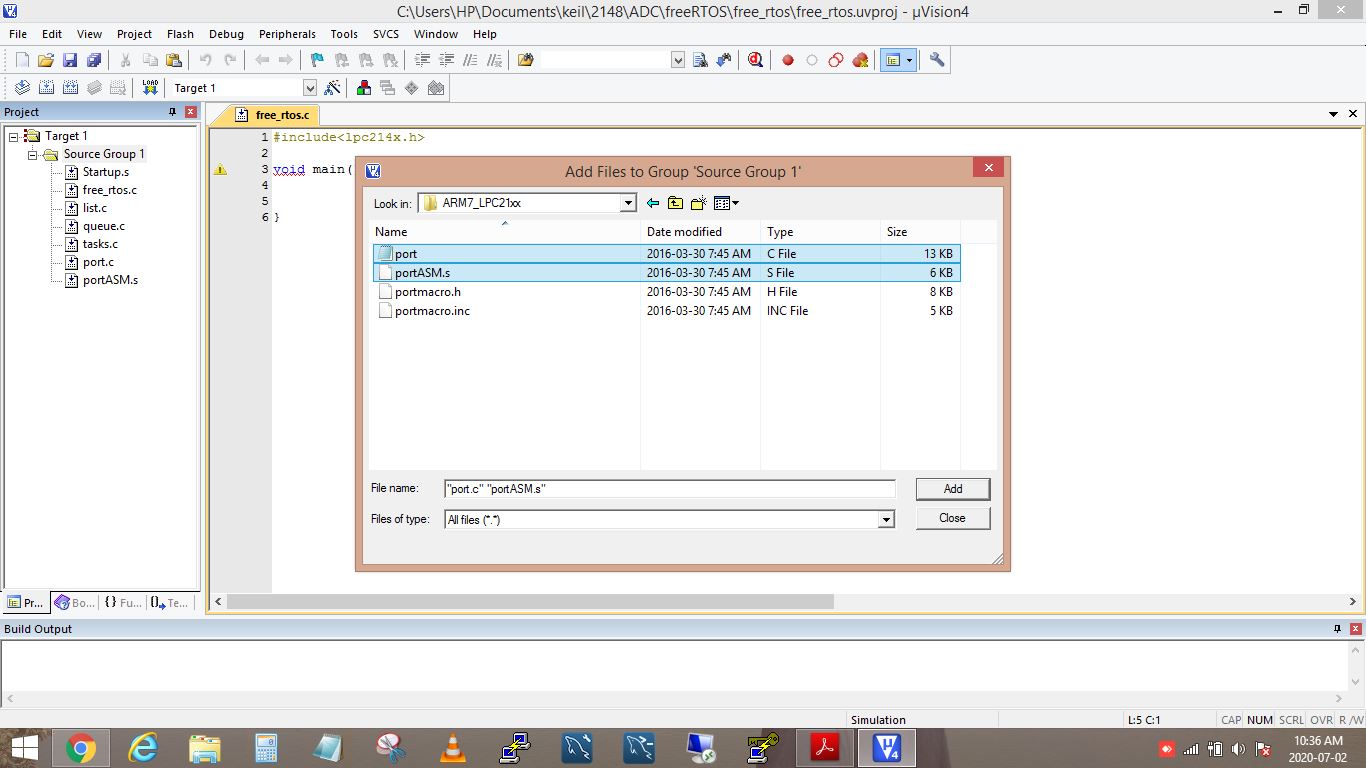 C:\Users\HP\Documents\keil\2148\ADC\freeRTOS\free_rtos\free_rtos.uvproj - µVision4
File Edit View Project Flash Debug Peripherals Tools SVCS Window Help
LOAD Target 1
Project
free_rtos.c
Target 1
Source Group 1
Startup.s
free_rtos.c
list.c
queue.c
tasks.c
port.c
portASM.s
1 #include<lpc214x.h>
2
3 void main(
4
5
6 }
Add Files to Group 'Source Group 1'
Look in: ARM7_LPC21xx
Name Date modified Type Size
port 2016-03-30 7:45 AM C File 13 KB
portASM.s 2016-03-30 7:45 AM S File 6 KB
portmacro.h 2016-03-30 7:45 AM H File 8 KB
portmacro.inc 2016-03-30 7:45 AM INC File 5 KB
File name: "port.c" "portASM.s" Add
Files of type: All files (*.*) Close
Pr... Bo... {} Fu... Te...
Build Output
Simulation L:5 C:1 CAP NUM SCRL OVR R /W
10:36 AM
2020-07-02